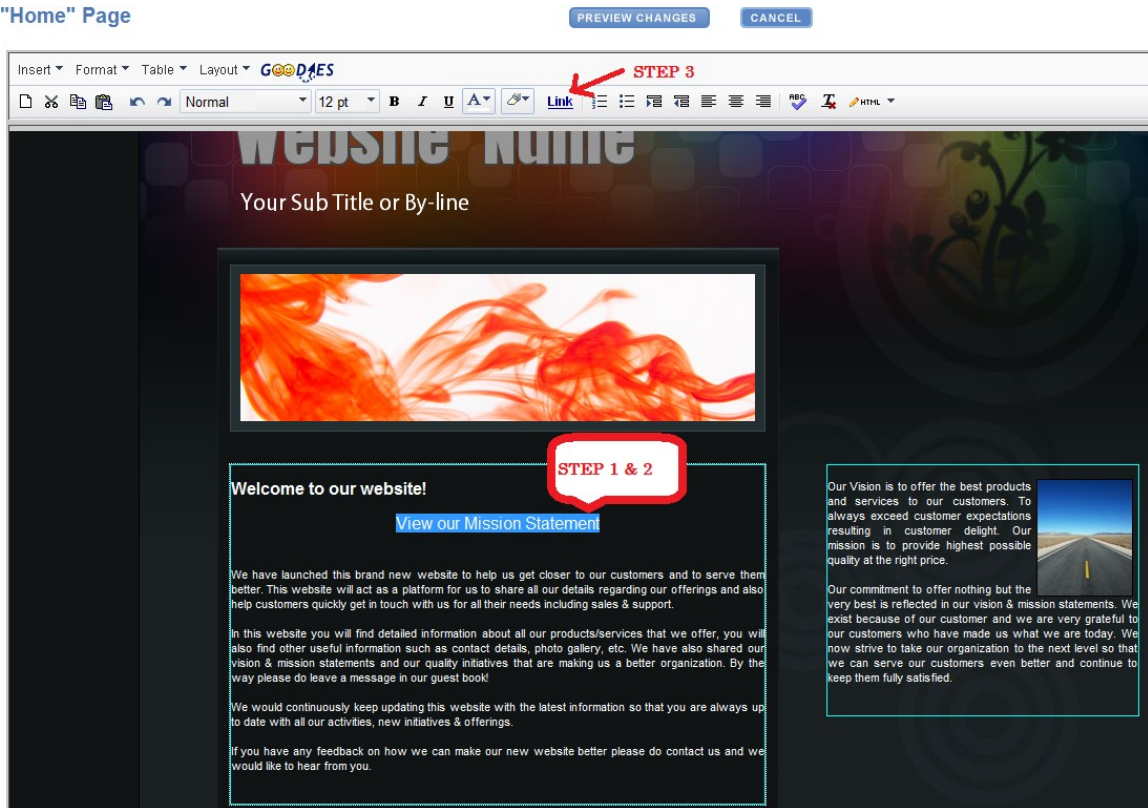 "Home" Page
PREVIEW CHANGES
CANCEL
Insert Format Table Layout GOODIES
STEP 3
Normal 12 pt B I U A Link ABC HTML
Website Name
Your Sub Title or By-line
STEP 1 & 2
Welcome to our website!
View our Mission Statement
We have launched this brand new website to help us get closer to our customers and to serve them
better. This website will act as a platform for us to share all our details regarding our offerings and also
help customers quickly get in touch with us for all their needs including sales & support.
In this website you will find detailed information about all our products/services that we offer, you will
also find other useful information such as contact details, photo gallery, etc. We have also shared our
vision & mission statements and our quality initiatives that are making us a better organization. By the
way please do leave a message in our guest book!
We would continuously keep updating this website with the latest information so that you are always up
to date with all our activities, new initiatives & offerings.
If you have any feedback on how we can make our new website better please do contact us and we
would like to hear from you.
Our Vision is to offer the best products
and services to our customers. To
always exceed customer expectations
resulting in customer delight. Our
mission is to provide highest possible
quality at the right price.
Our commitment to offer nothing but the
very best is reflected in our vision & mission statements. We
exist because of our customer and we are very grateful to
our customers who have made us what we are today. We
now strive to take our organization to the next level so that
we can serve our customers even better and continue to
keep them fully satisfied.